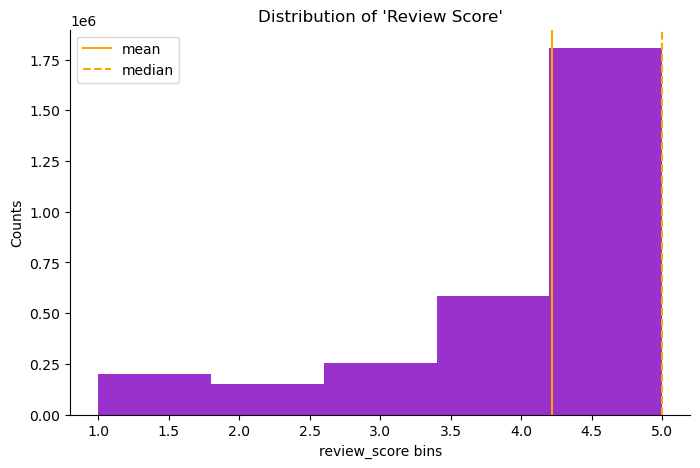 Distribution of 'Review Score'
1e6
mean
median
1.75
1.50
1.25
1.00
0.75
0.50
0.25
0.00
Counts
1.0 1.5 2.0 2.5 3.0 3.5 4.0 4.5 5.0
review_score bins